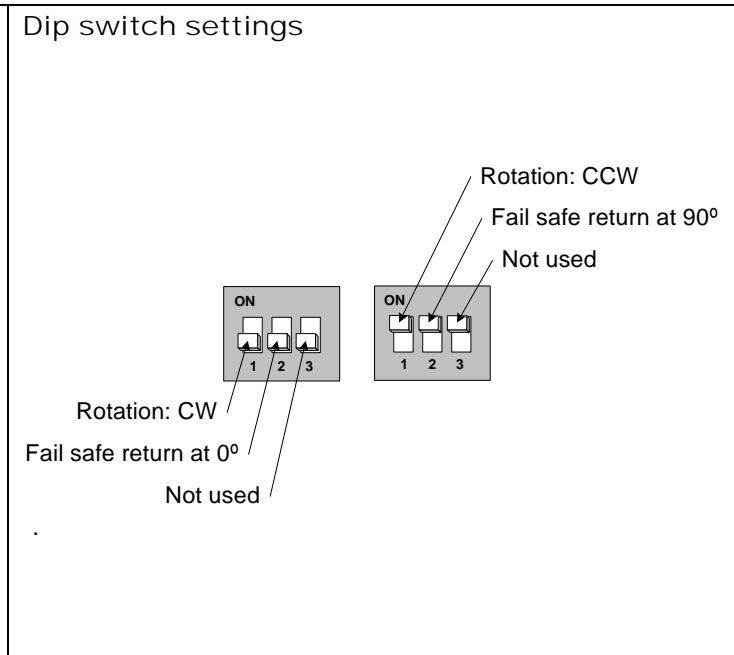 Dip switch settings
Rotation: CCW
Fail safe return at 90º
Not used
ON
1 2 3
ON
1 2 3
Rotation: CW
Fail safe return at 0º
Not used
.